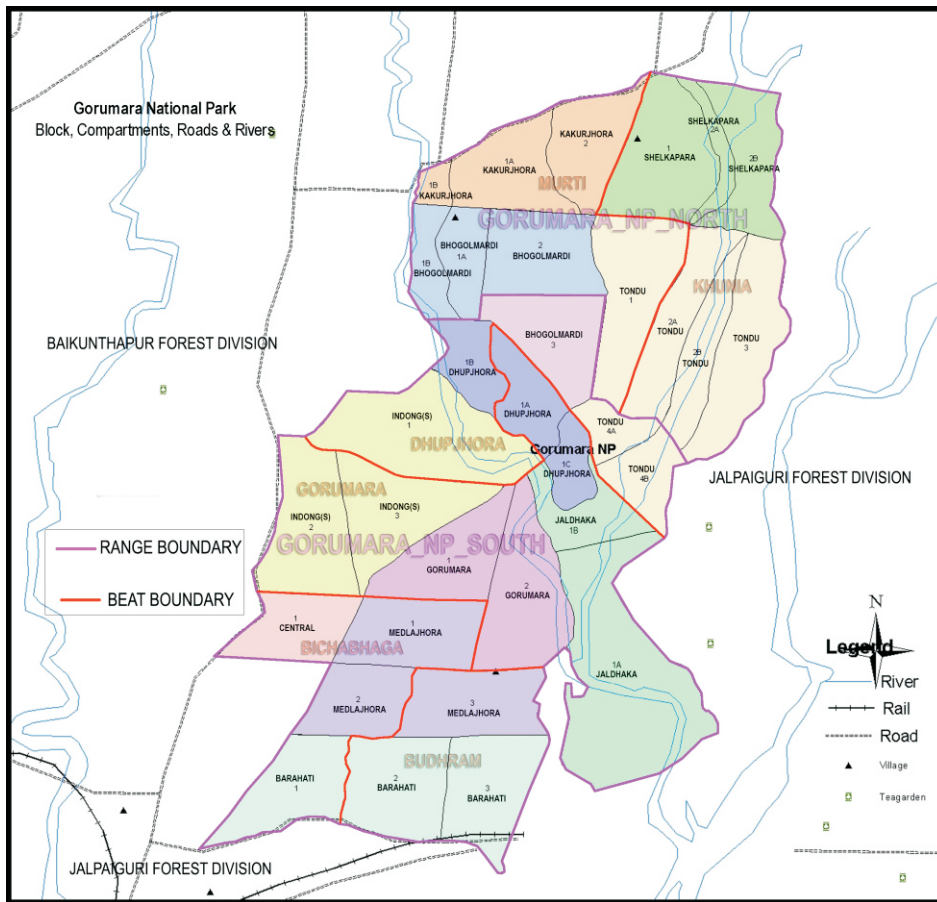 Gorumara National Park
Block, Compartments, Roads & Rivers
SHELKAPARA
2A
KAKURJHORA
2
1
SHELKAPARA
2B
SHELKAPARA
1A
KAKURJHORA
1B
KAKURJHORA
MURTI
GORUMARA_NP_NORTH
BHOGOLMARDI
1A
2
BHOGOLMARDI
1B
BHOGOLMARDI
TONDU
1
KHUNIA
2A
TONDU
2B
TONDU
TONDU
3
BHOGOLMARDI
3
BAIKUNTHAPUR FOREST DIVISION
1B
DHUPJHORA
1A
DHUPJHORA
INDONG(S)
1
DHUPJHORA
TONDU
4A
Gorumara NP
1C
DHUPJHORA
TONDU
4B
JALPAIGURI FOREST DIVISION
GORUMARA
INDONG(S)
2
INDONG(S)
3
JALDHAKA
1B
GORUMARA_NP_SOUTH
RANGE BOUNDARY
BEAT BOUNDARY
1
GORUMARA
2
GORUMARA
1
CENTRAL
1
MEDLAJHORA
BICHABHAGA
1A
JALDHAKA
2
MEDLAJHORA
3
MEDLAJHORA
BUDHRAM
BARAHATI
1
2
BARAHATI
3
BARAHATI
JALPAIGURI FOREST DIVISION
N
Legend
River
Rail
Road
Village
Teagarden